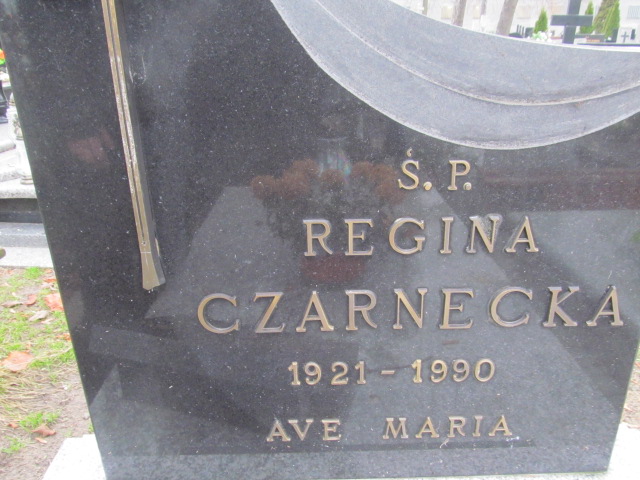 Ś. P.
REGINA
CZARNECKA
1921 - 1990
AVE MARIA